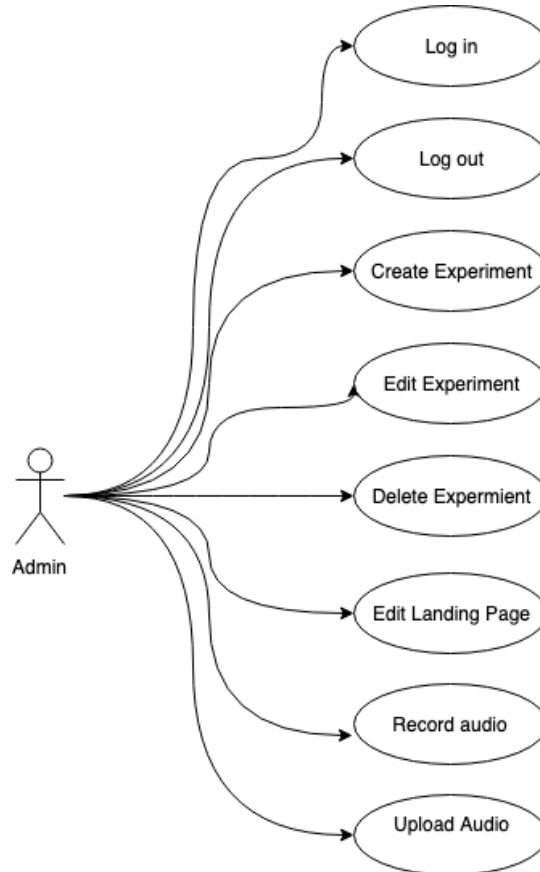 Log in
Log out
Create Experiment
Edit Experiment
Delete Expermient
Admin
Edit Landing Page
Record audio
Upload Audio